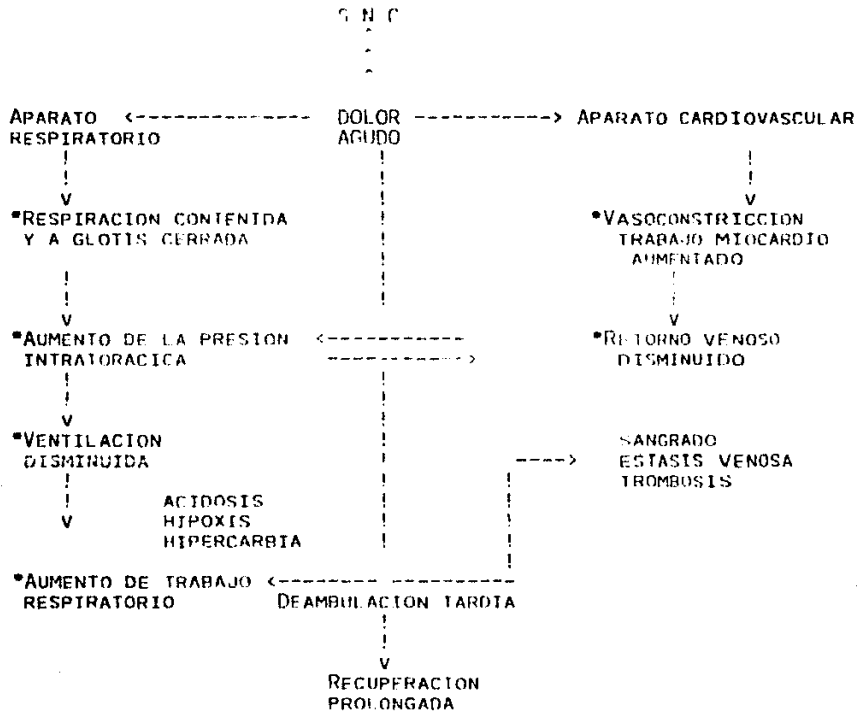 S N C
APARATO <-------------- DOLOR ------------> APARATO CARDIOVASCULAR
RESPIRATORIO AGUDO
*RESPIRACION CONTENIDA *VASOCONSTRICCION
Y A GLOTIS CERRADA TRABAJO MIOCARDIO
AUMENTADO
*AUMENTO DE LA PRESION <------------- *RETORNO VENOSO
INTRATORACICA -------------> DISMINUIDO
*VENTILACION SANGRADO
DISMINUIDA ----> ESTASIS VENOSA
TROMBOSIS
ACIDOSIS
HIPOXIS
HIPERCARBIA
*AUMENTO DE TRABAJO <-------- ----------
RESPIRATORIO DEAMBULACION TARDIA
RECUPERACION
PROLONGADA